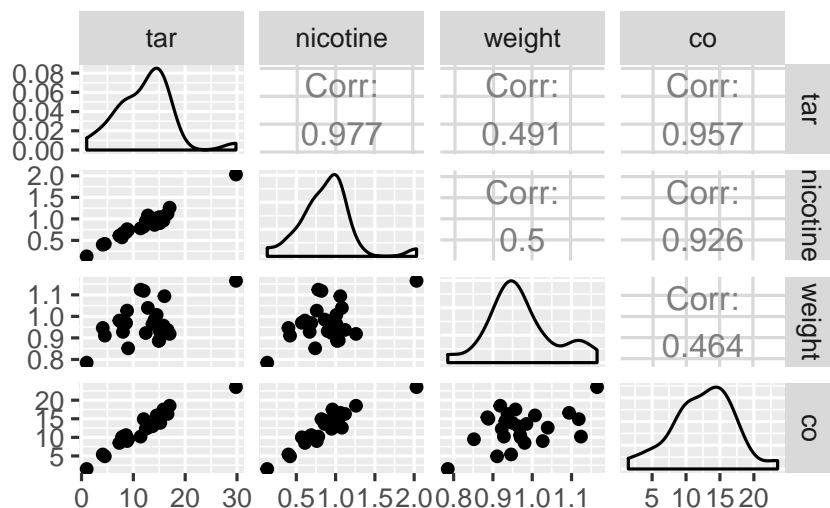 tar nicotine weight co
0.08
0.06
0.04
0.02
0.00
Corr:
0.977
Corr:
0.491
Corr:
0.957
tar
2.0
1.5
1.0
0.5
Corr:
0.5
Corr:
0.926
nicotine
1.1
1.0
0.9
0.8
Corr:
0.464
weight
20
15
10
5
co
0 10 20 30 0.5 1.0 1.5 2.0 0.8 0.9 1.0 1.1 5 10 15 20